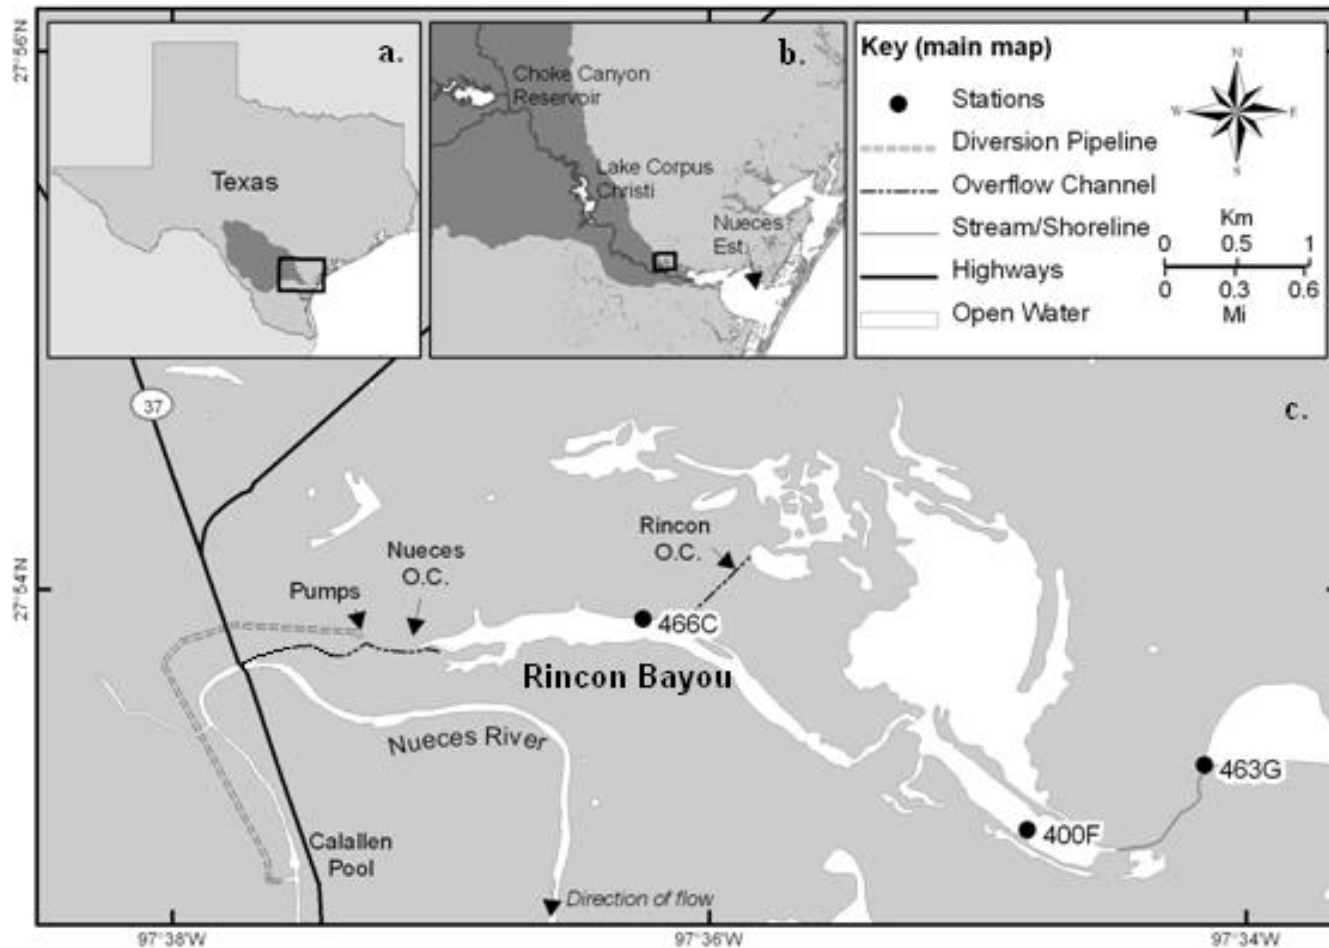 27°56'N
a.
Texas
b.
Choke Canyon
Reservoir
Lake Corpus
Christi
Nueces
Est.
Key (main map)
Stations
Diversion Pipeline
Overflow Channel
Stream/Shoreline
Highways
Open Water
N
W
E
S
Km
0 0.5 1
0 0.3 0.6
Mi
37
c.
27°54'N
Rincon
O.C.
Nueces
O.C.
Pumps
466C
Rincon Bayou
Nueces River
463G
400F
Calallen
Pool
Direction of flow
97°38'W
97°36'W
97°34'W